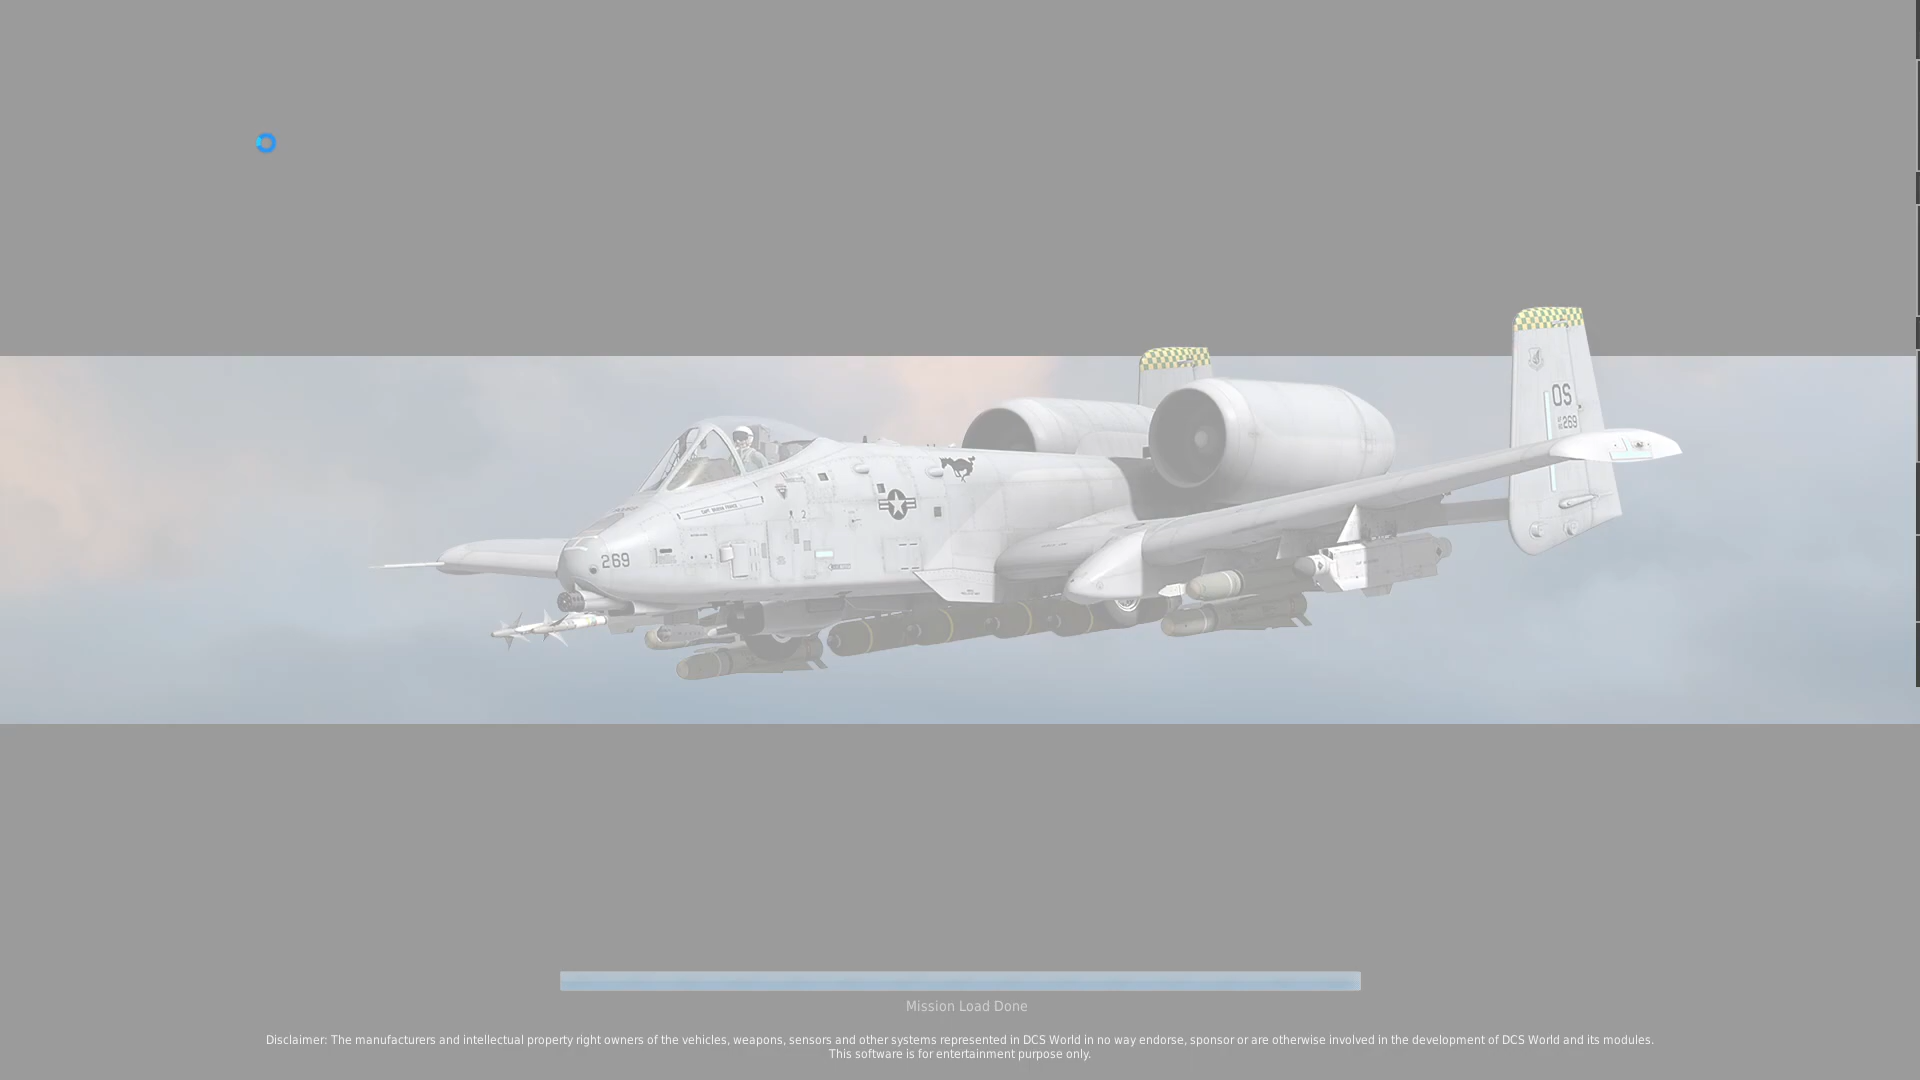 OS
269
269
2
Mission Load Done
Disclaimer: The manufacturers and intellectual property right owners of the vehicles, weapons, sensors and other systems represented in DCS World in no way endorse, sponsor or are otherwise involved in the development of DCS World and its modules.
This software is for entertainment purpose only.